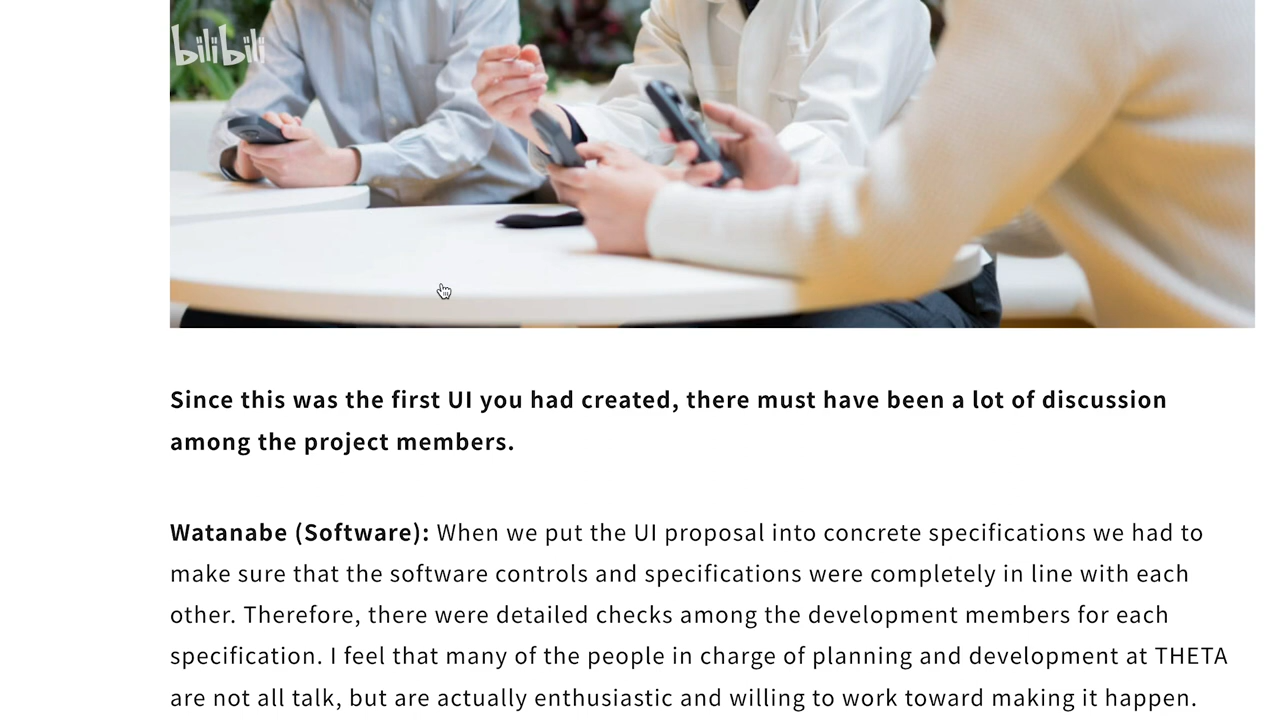 bilibili
Since this was the first UI you had created, there must have been a lot of discussion
among the project members.
Watanabe (Software): When we put the UI proposal into concrete specifications we had to
make sure that the software controls and specifications were completely in line with each
other. Therefore, there were detailed checks among the development members for each
specification. I feel that many of the people in charge of planning and development at THETA
are not all talk, but are actually enthusiastic and willing to work toward making it happen.